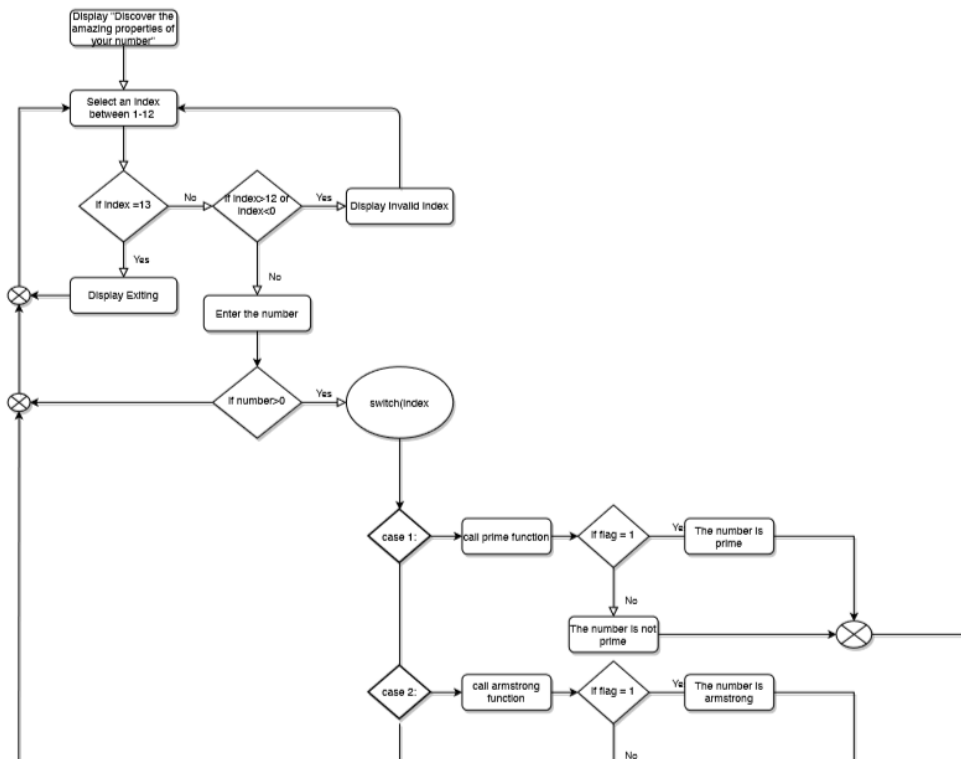 Display "Discover the
amazing properties of
your number"
Select an index
between 1-12
If index =13
No
If index>12 or
index<0
Yes
Display Invalid Index
Yes
No
Display Exiting
Enter the number
If number>0
Yes
switch(index
case 1:
call prime function
If flag = 1
Ye
The number is
prime
No
The number is not
prime
case 2:
call armstrong
function
If flag = 1
Ye
The number is
armstrong
No